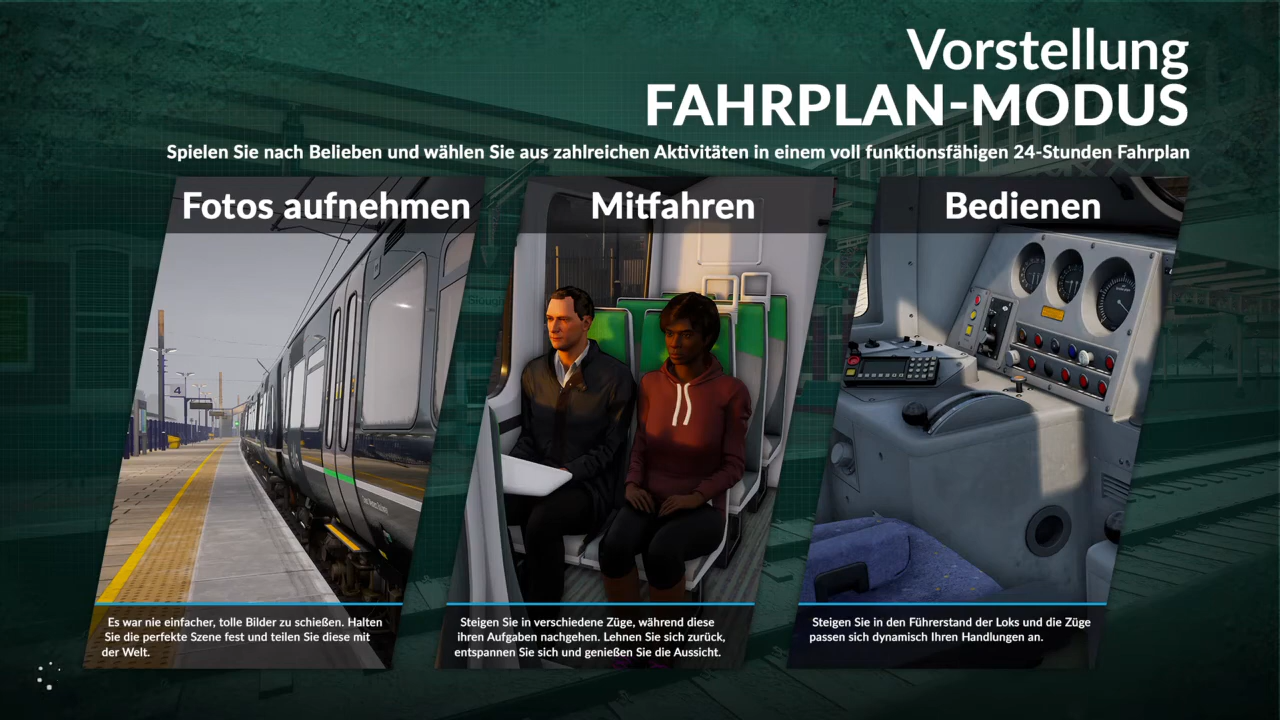 Vorstellung
FAHRPLAN-MODUS
Spielen Sie nach Belieben und wählen Sie aus zahlreichen Aktivitäten in einem voll funktionsfähigen 24-Stunden Fahrplan
Fotos aufnehmen
4
Es war nie einfacher, tolle Bilder zu schießen. Halten
Sie die perfekte Szene fest und teilen Sie diese mit
der Welt.
Mitfahren
Steigen Sie in verschiedene Züge, während diese
ihren Aufgaben nachgehen. Lehnen Sie sich zurück,
entspannen Sie sich und genießen Sie die Aussicht.
Bedienen
Steigen Sie in den Führerstand der Loks und die Züge
passen sich dynamisch Ihren Handlungen an.